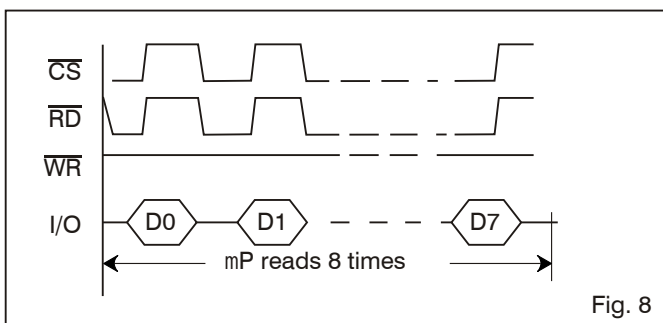 CS
RD
WR
I/O D0 D1 D7
mP reads 8 times
Fig. 8